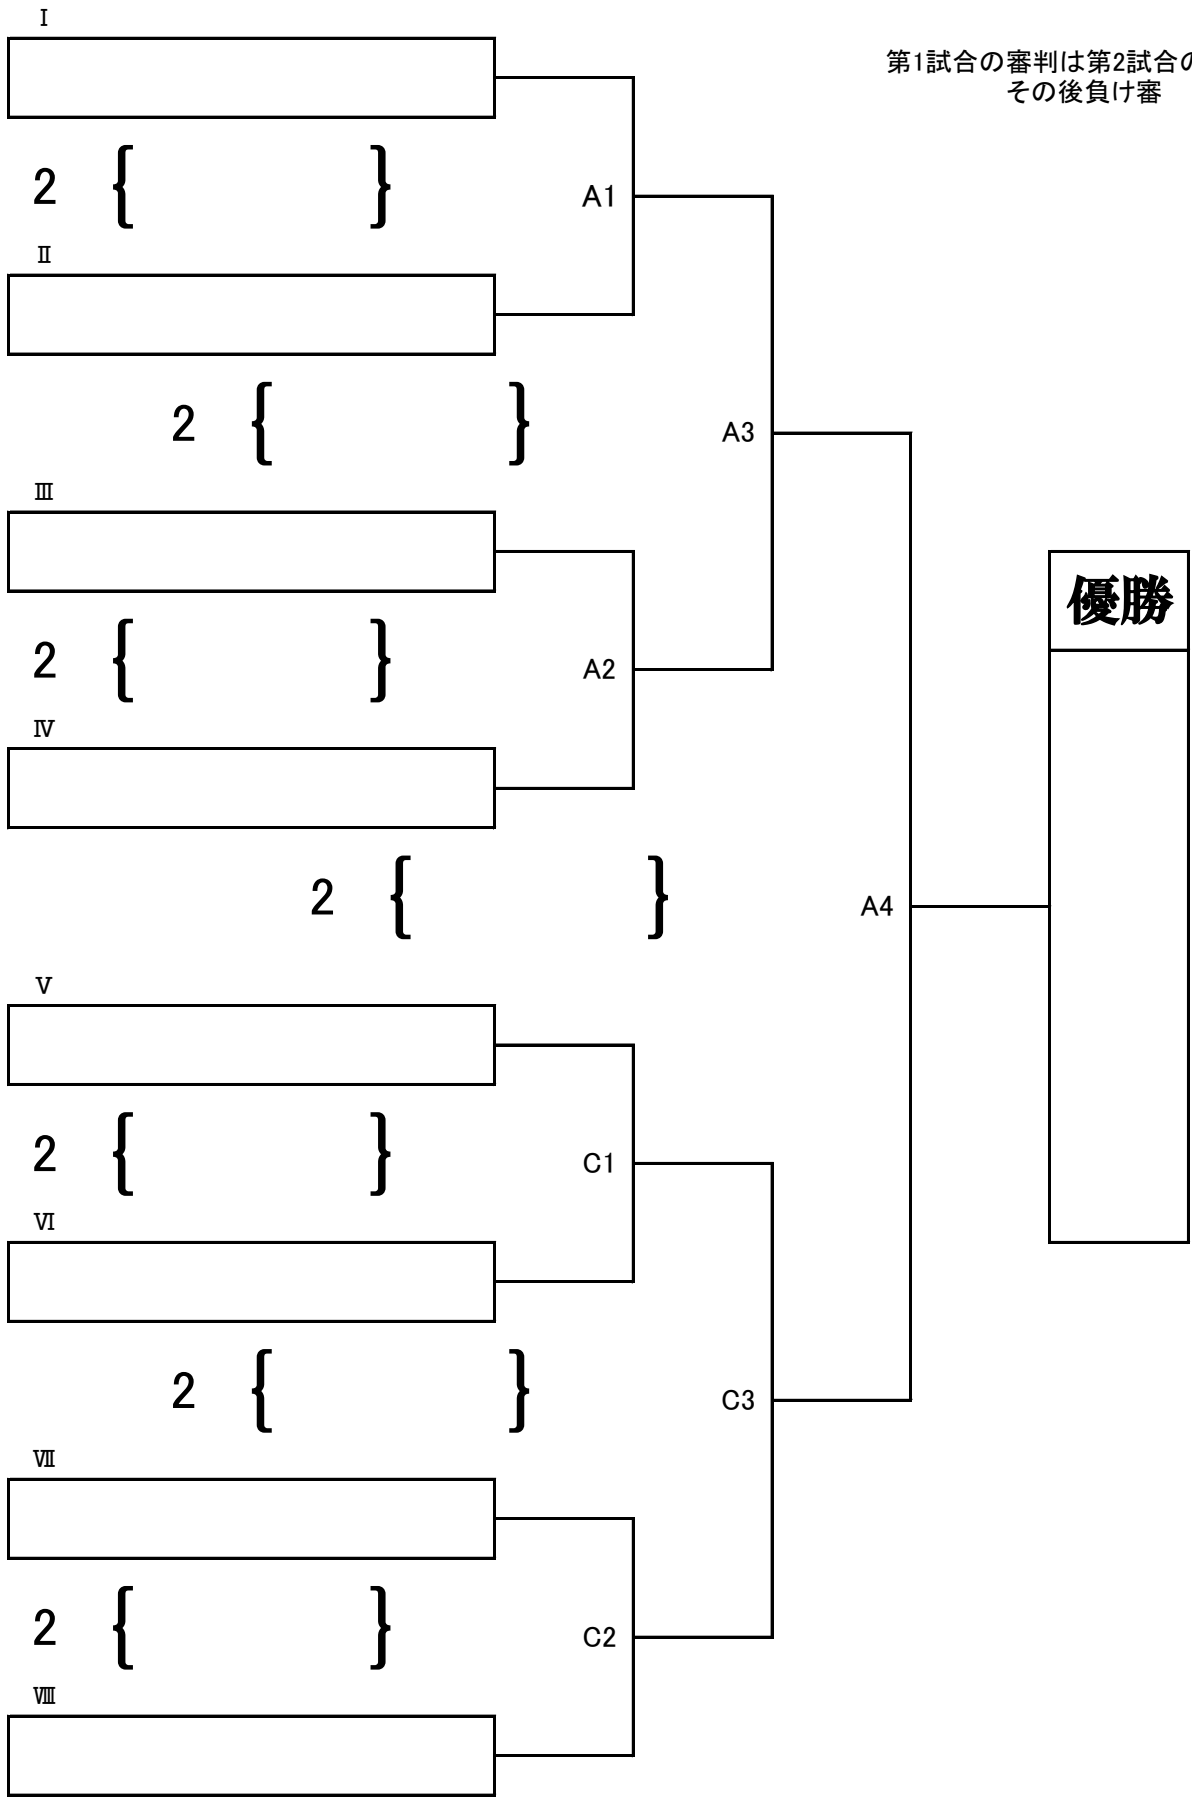 Ⅰ
第1試合の審判は第2試合の
その後負け審
2 { } A1
Ⅱ
2 { } A3
Ⅲ
優勝
2 { } A2
Ⅳ
2 { } A4
Ⅴ
2 { } C1
Ⅵ
2 { } C3
Ⅶ
2 { } C2
Ⅷ